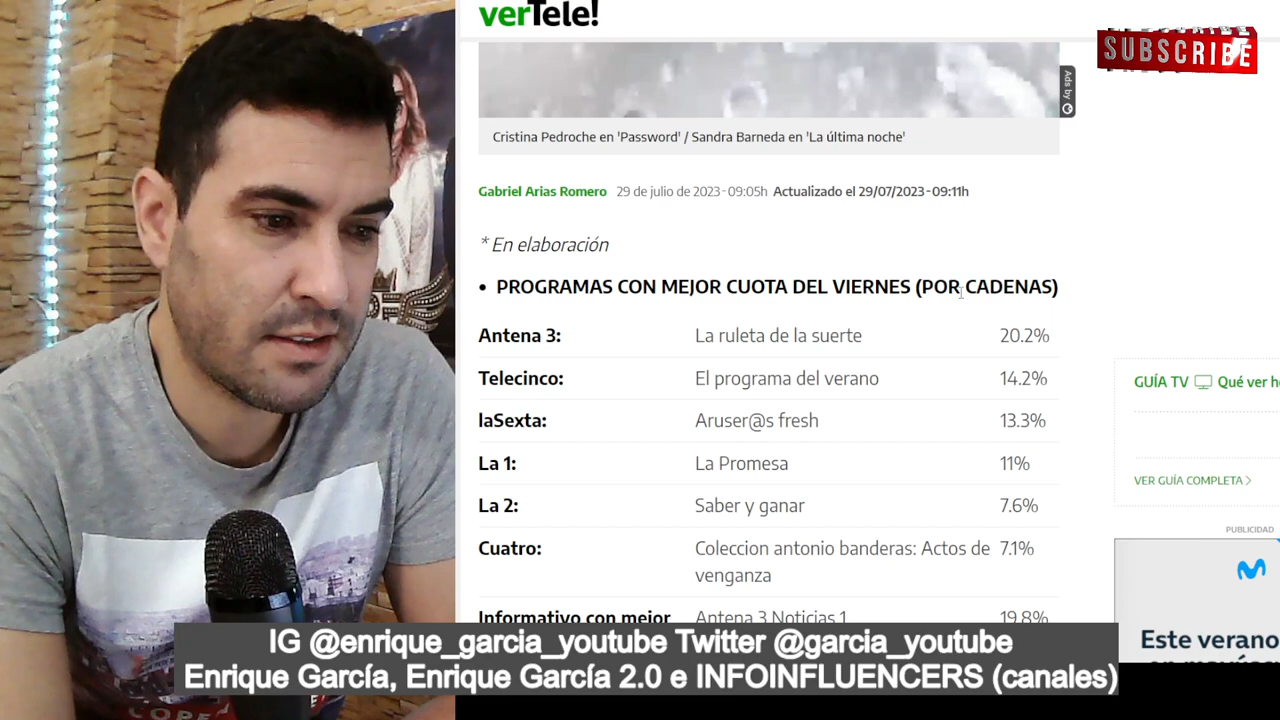 verTele!
SUBSCRIBE
Ads by
Cristina Pedroche en 'Password' / Sandra Barneda en 'La última noche'
Gabriel Arias Romero 29 de julio de 2023 - 09:05h Actualizado el 29/07/2023 - 09:11h
* En elaboración
• PROGRAMAS CON MEJOR CUOTA DEL VIERNES (POR CADENAS)
Antena 3: La ruleta de la suerte 20.2%
Telecinco: El programa del verano 14.2%
laSexta: Aruser@s fresh 13.3%
La 1: La Promesa 11%
La 2: Saber y ganar 7.6%
Cuatro: Coleccion antonio banderas: Actos de 7.1%
venganza
Informativo con mejor Antena 3 Noticias 1 19.8%
GUÍA TV Qué ver h
VER GUÍA COMPLETA >
PUBLICIDAD
Este verano
IG @enrique_garcia_youtube Twitter @garcia_youtube
Enrique García, Enrique García 2.0 e INFOINFLUENCERS (canales)